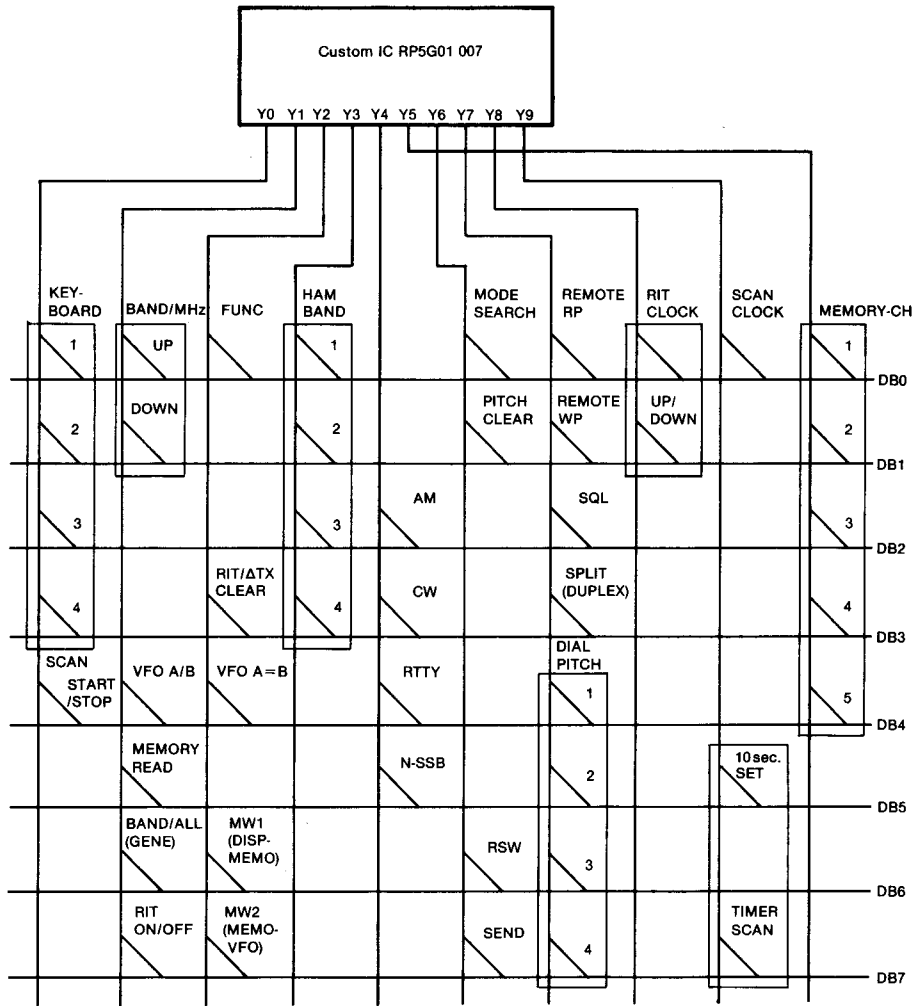 Custom IC RP5G01 007
Y0 Y1 Y2 Y3 Y4 Y5 Y6 Y7 Y8 Y9
KEY-
BOARD
BAND/MHz
FUNC
HAM
BAND
MODE
SEARCH
REMOTE
RP
RIT
CLOCK
SCAN
CLOCK
MEMORY-CH
1
UP
1
1
DB0
2
DOWN
2
PITCH
CLEAR
REMOTE
WP
UP/
DOWN
2
DB1
3
3
AM
SQL
3
DB2
4
RIT/ΔTX
CLEAR
4
CW
SPLIT
(DUPLEX)
4
DB3
SCAN
START
/STOP
VFO A/B
VFO A=B
RTTY
DIAL
PITCH
1
5
DB4
MEMORY
READ
N-SSB
2
10sec.
SET
DB5
BAND/ALL
(GENE)
MW1
(DISP-
MEMO)
RSW
3
DB6
RIT
ON/OFF
MW2
(MEMO-
VFO)
SEND
4
TIMER
SCAN
DB7